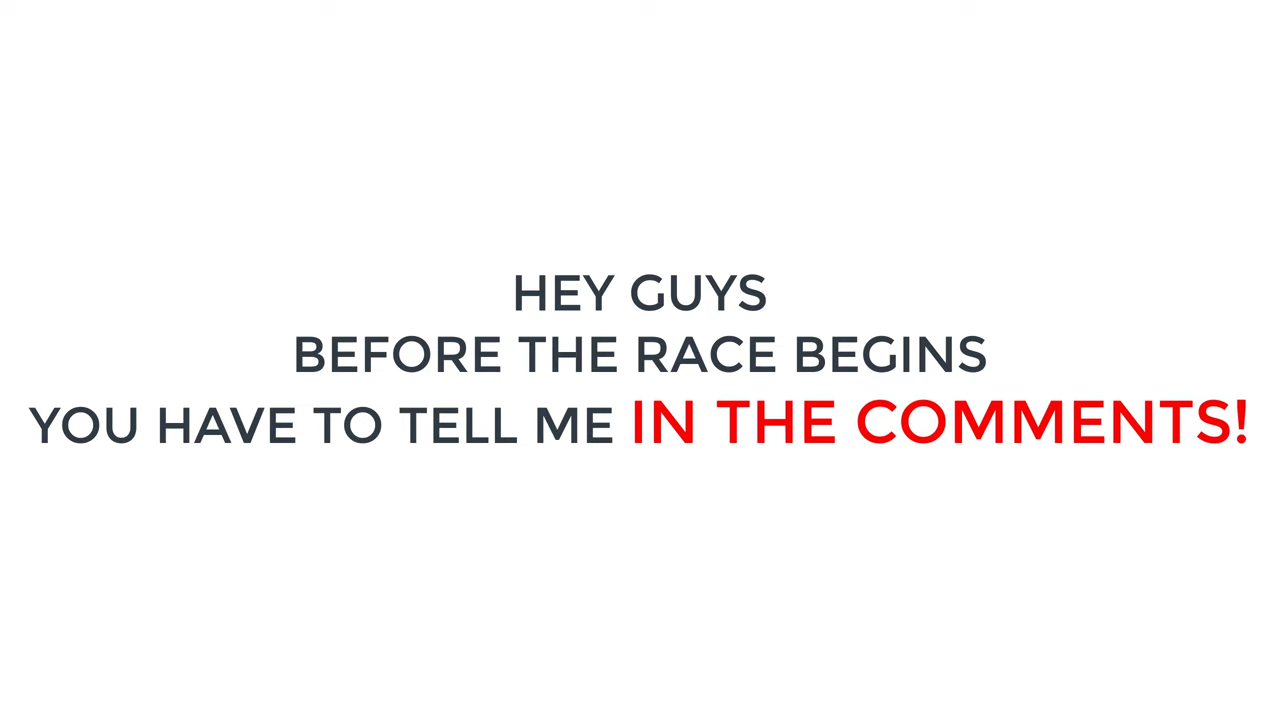 HEY GUYS
BEFORE THE RACE BEGINS
YOU HAVE TO TELL ME IN THE COMMENTS!